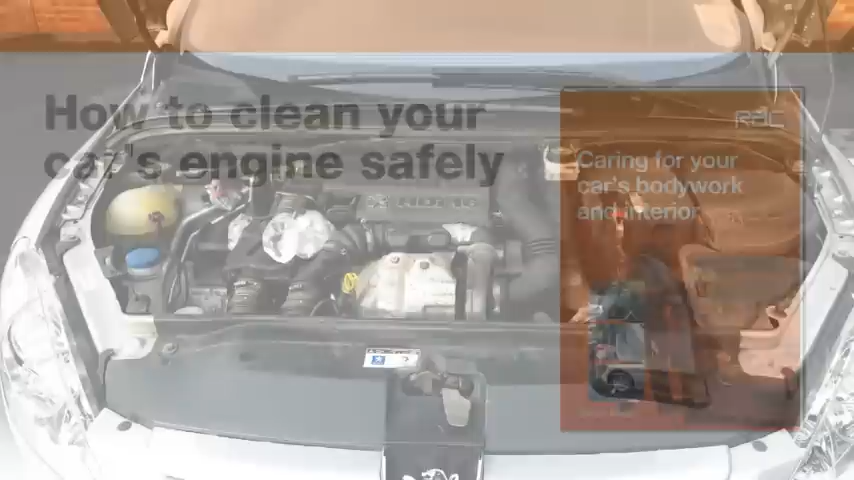 How to clean your
car's engine safely
RAC
Caring for your
car's bodywork
and interior